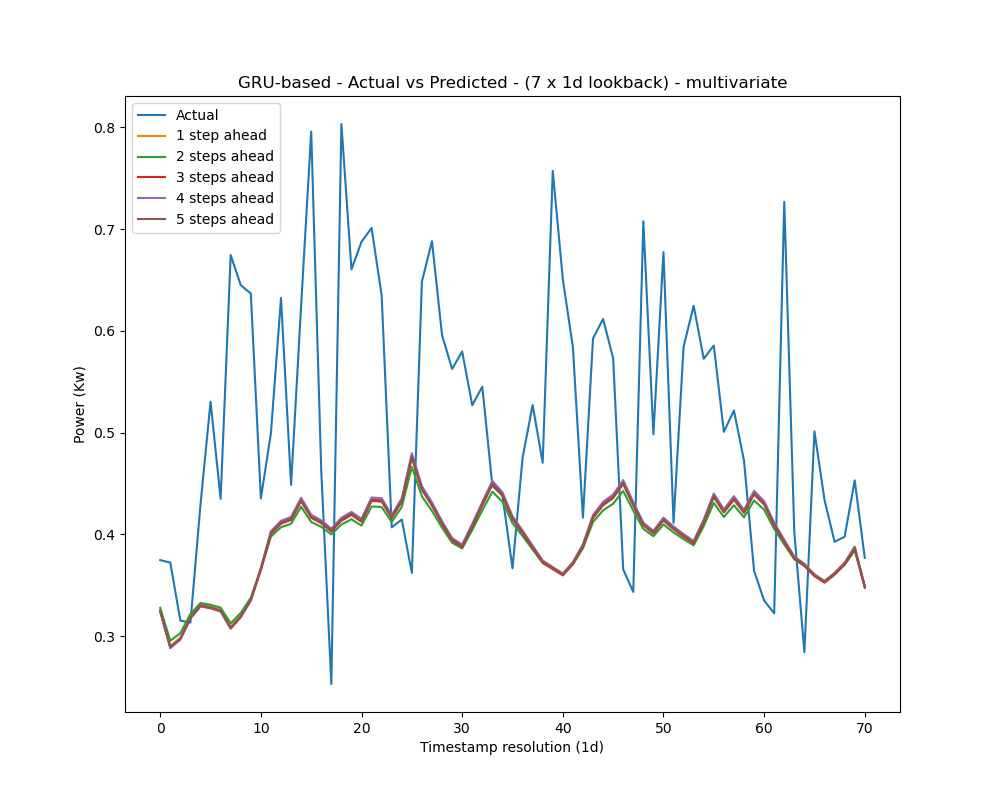 GRU-based - Actual vs Predicted - (7 x 1d lookback) - multivariate
Actual
1 step ahead
2 steps ahead
3 steps ahead
4 steps ahead
5 steps ahead
0.8
0.7
0.6
0.5
0.4
0.3
Power (Kw)
0 10 20 30 40 50 60 70
Timestamp resolution (1d)